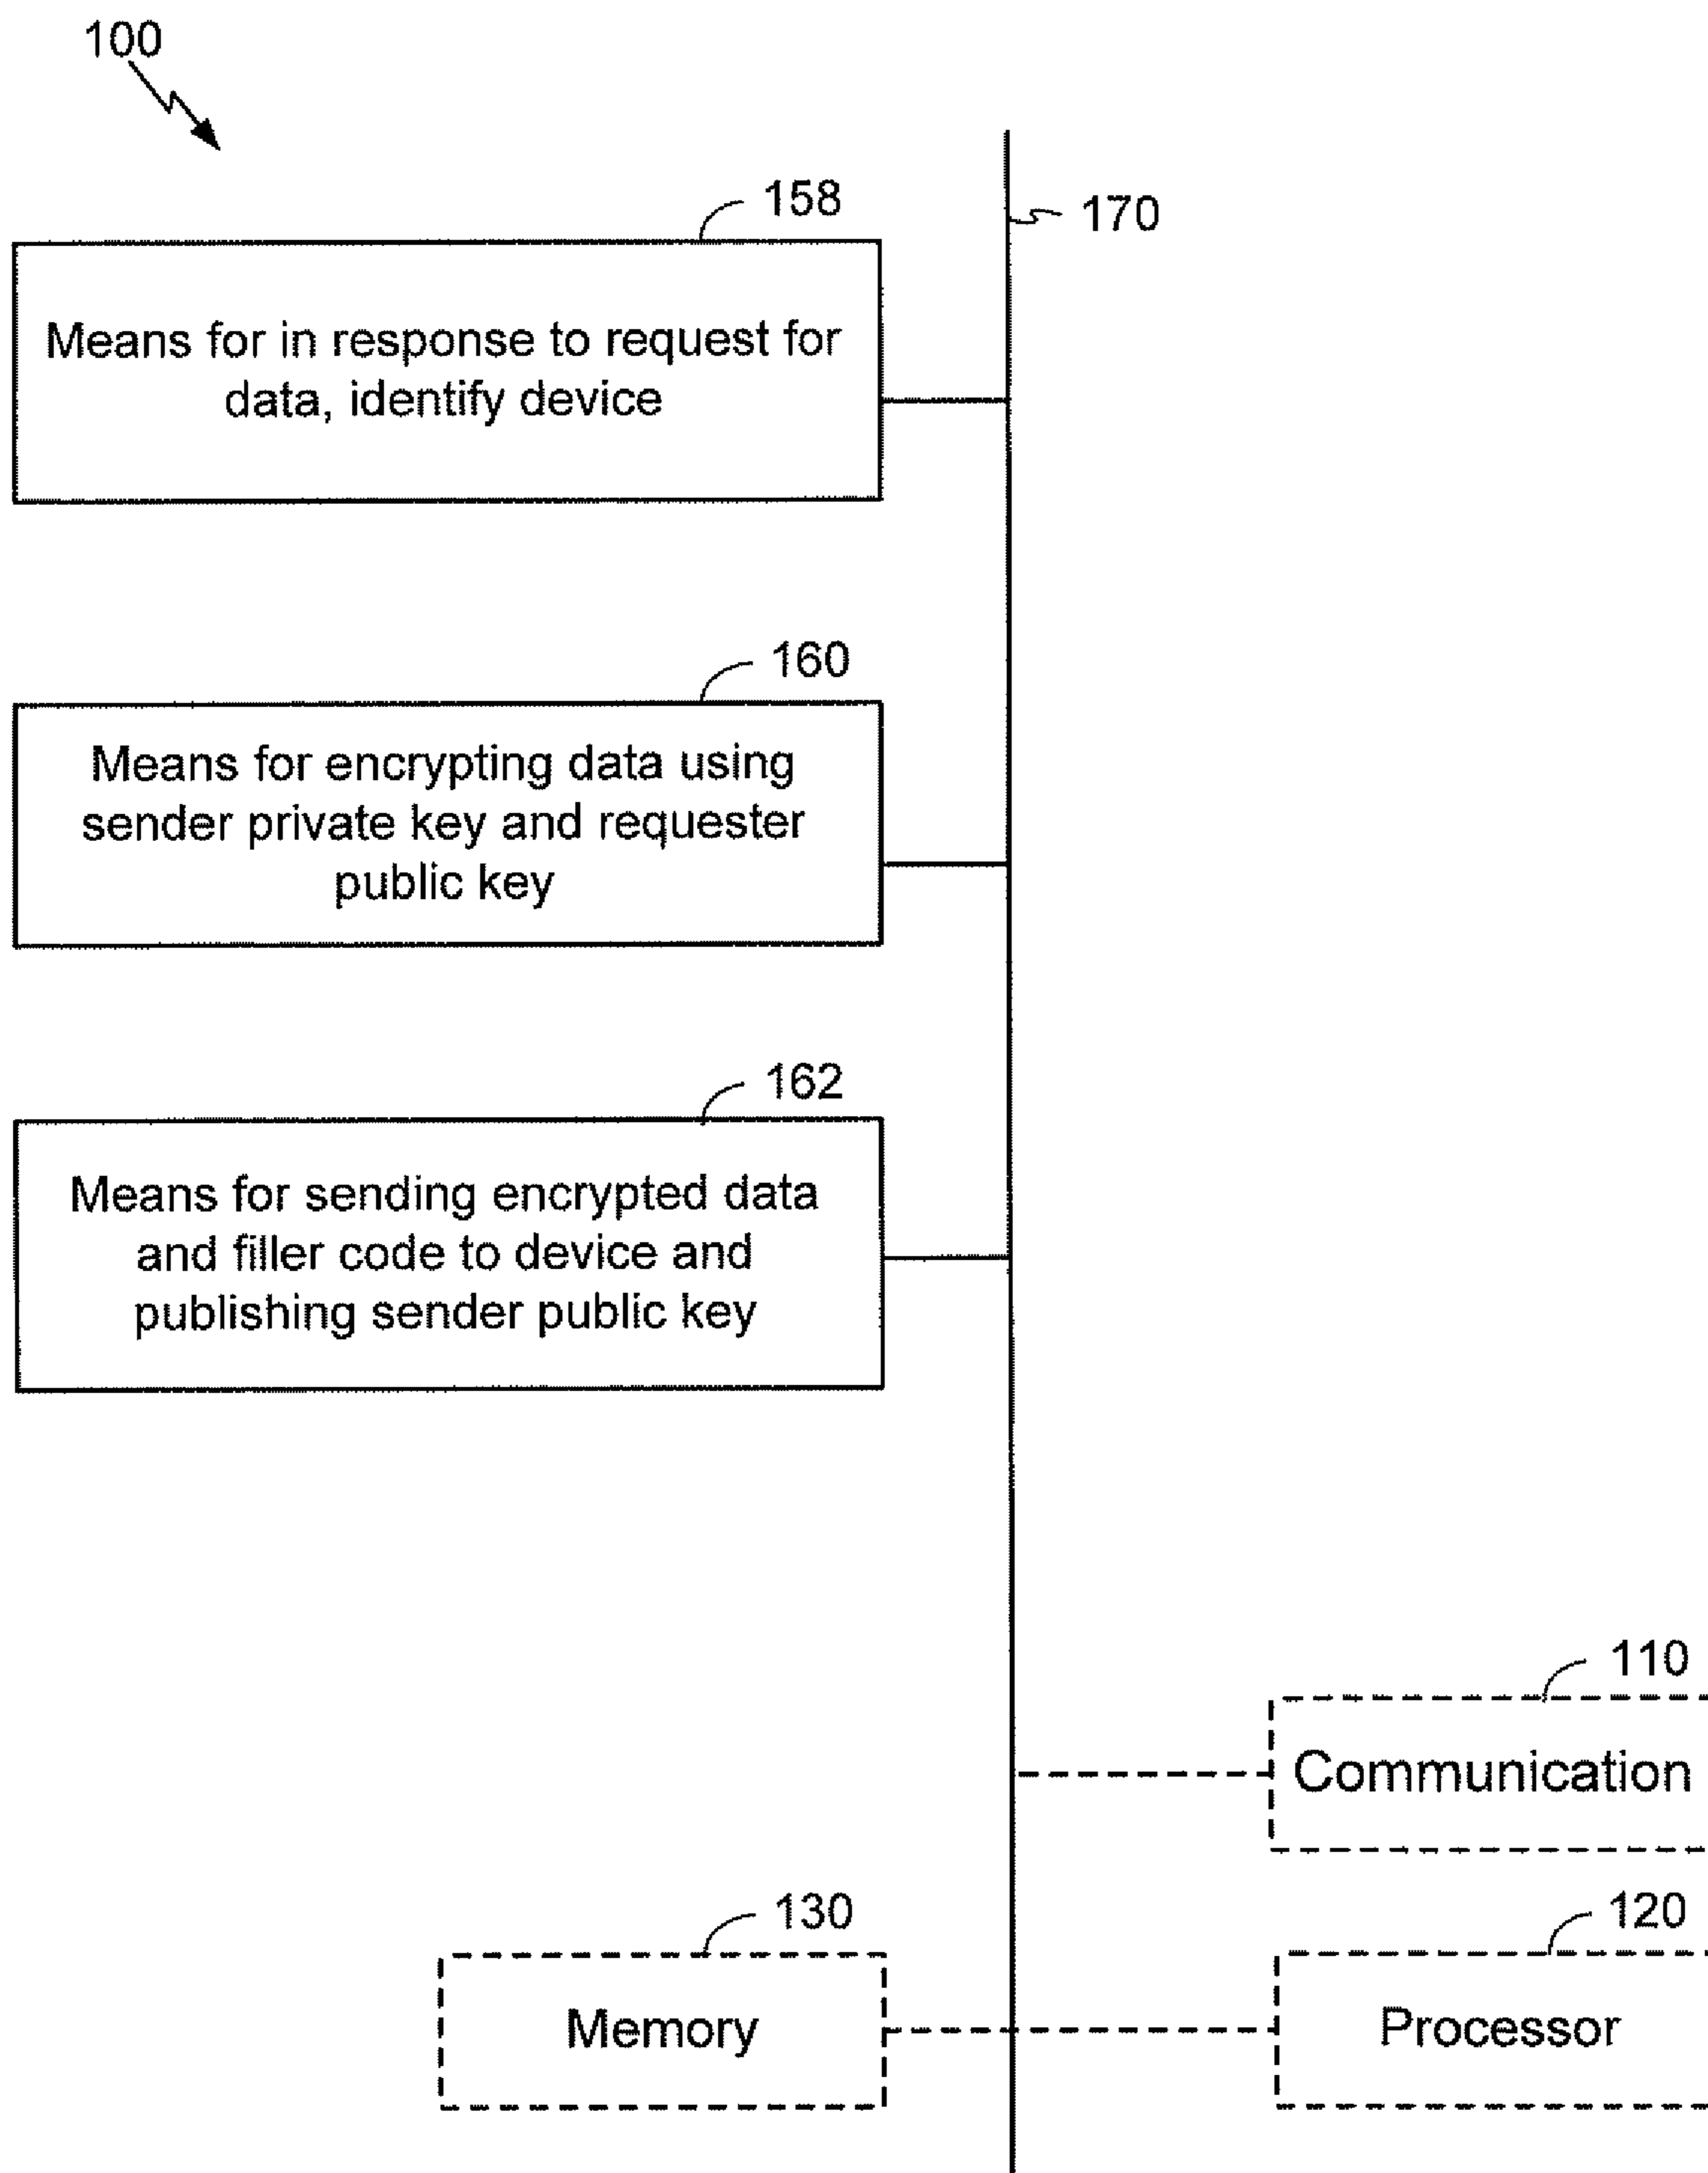 100
158
170
Means for in response to request for
data, identify device
160
Means for encrypting data using
sender private key and requester
public key
162
Means for sending encrypted data
and filler code to device and
publishing sender public key
110
Communication
130
120
Memory
Processor